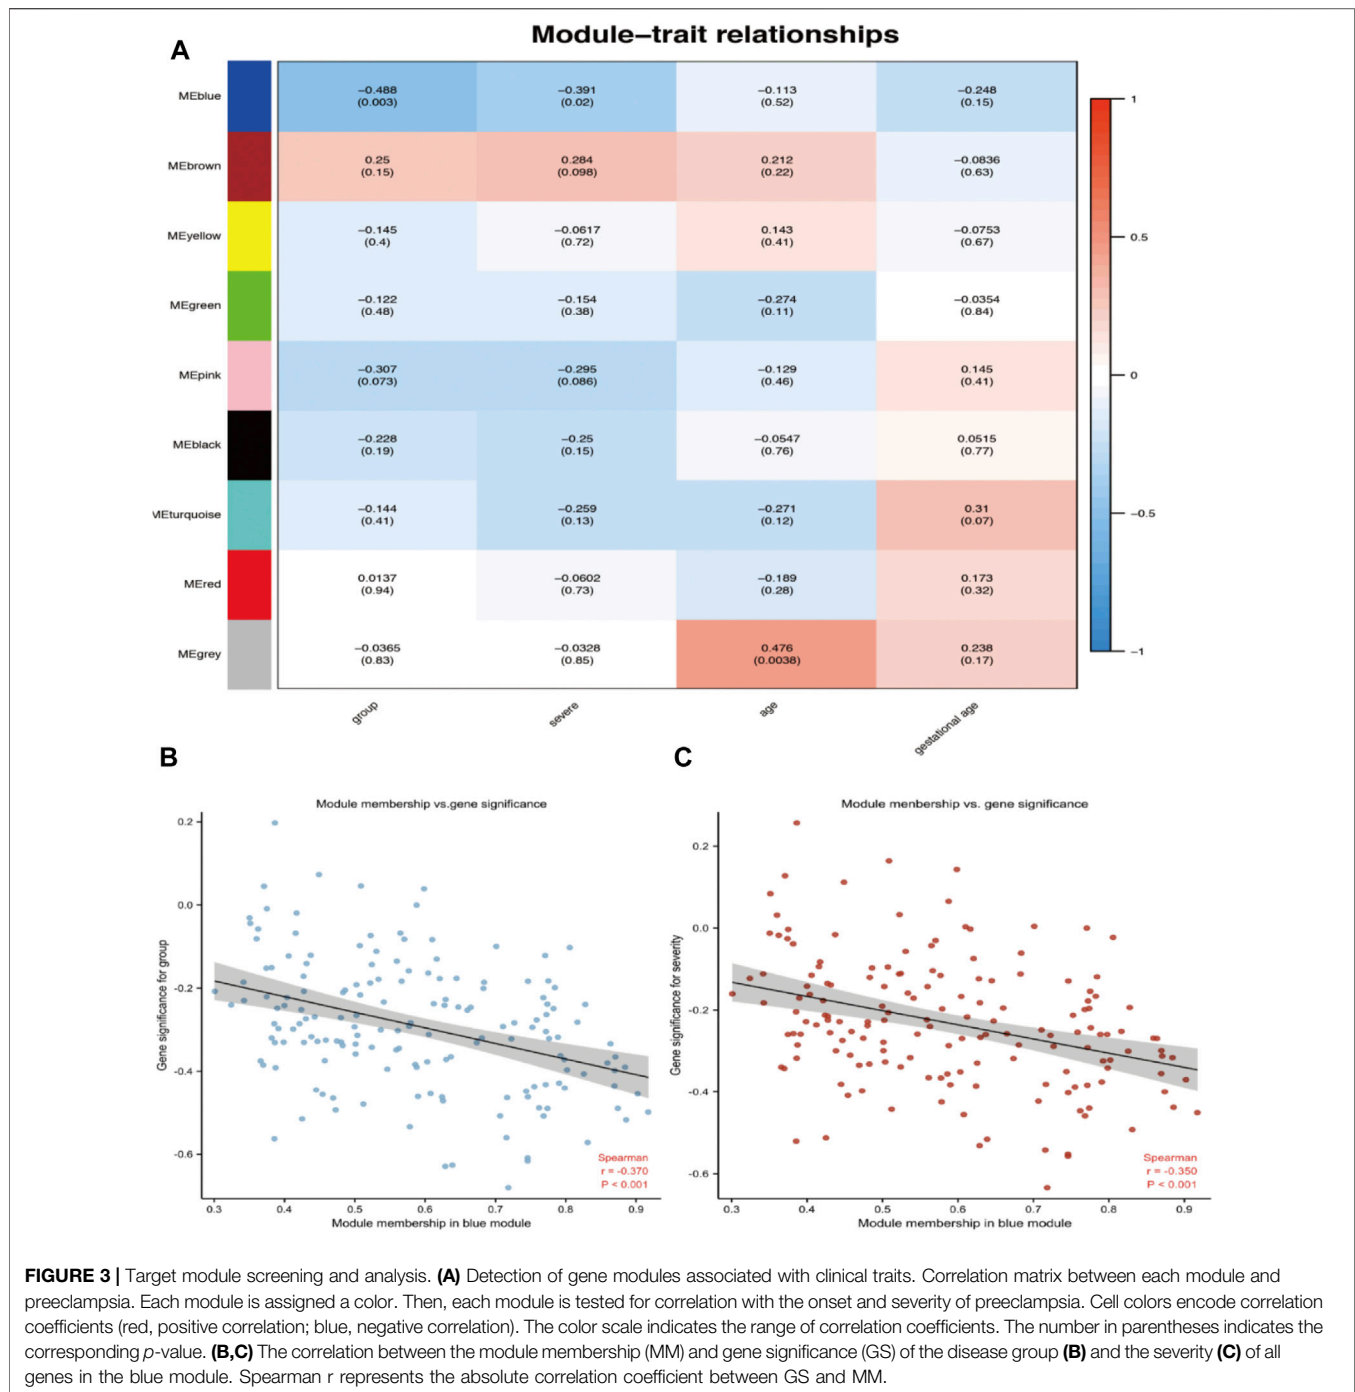 A
Module–trait relationships
MEblue
−0.488
(0.003)
−0.391
(0.02)
−0.113
(0.52)
−0.248
(0.15)
MEbrown
0.25
(0.15)
0.284
(0.098)
0.212
(0.22)
−0.0836
(0.63)
MEyellow
−0.145
(0.4)
−0.0617
(0.72)
0.143
(0.41)
−0.0753
(0.67)
MEgreen
−0.122
(0.48)
−0.154
(0.38)
−0.274
(0.11)
−0.0354
(0.84)
MEpink
−0.307
(0.073)
−0.295
(0.086)
−0.129
(0.46)
0.145
(0.41)
MEblack
−0.228
(0.19)
−0.25
(0.15)
−0.0547
(0.76)
0.0515
(0.77)
MEturquoise
−0.144
(0.41)
−0.259
(0.13)
−0.271
(0.12)
0.31
(0.07)
MEred
0.0137
(0.94)
−0.0602
(0.73)
−0.189
(0.28)
0.173
(0.32)
MEgrey
−0.0365
(0.83)
−0.0328
(0.85)
0.476
(0.0038)
0.238
(0.17)
group
severe
age
gestational age
1
0.5
0
−0.5
−1
B
Module membership vs.gene significance
Gene significance for group
0.2
0.0
-0.2
-0.4
-0.6
Spearman
r = -0.370
P < 0.001
0.3
0.4
0.5
0.6
0.7
0.8
0.9
Module membership in blue module
C
Module menbership vs. gene significance
Gene significance for severity
0.2
0.0
-0.2
-0.4
-0.6
Spearman
r = -0.350
P < 0.001
0.3
0.4
0.5
0.6
0.7
0.8
0.9
Module membership in blue module
FIGURE 3 | Target module screening and analysis. (A) Detection of gene modules associated with clinical traits. Correlation matrix between each module and
preeclampsia. Each module is assigned a color. Then, each module is tested for correlation with the onset and severity of preeclampsia. Cell colors encode correlation
coefficients (red, positive correlation; blue, negative correlation). The color scale indicates the range of correlation coefficients. The number in parentheses indicates the
corresponding p-value. (B,C) The correlation between the module membership (MM) and gene significance (GS) of the disease group (B) and the severity (C) of all
genes in the blue module. Spearman r represents the absolute correlation coefficient between GS and MM.